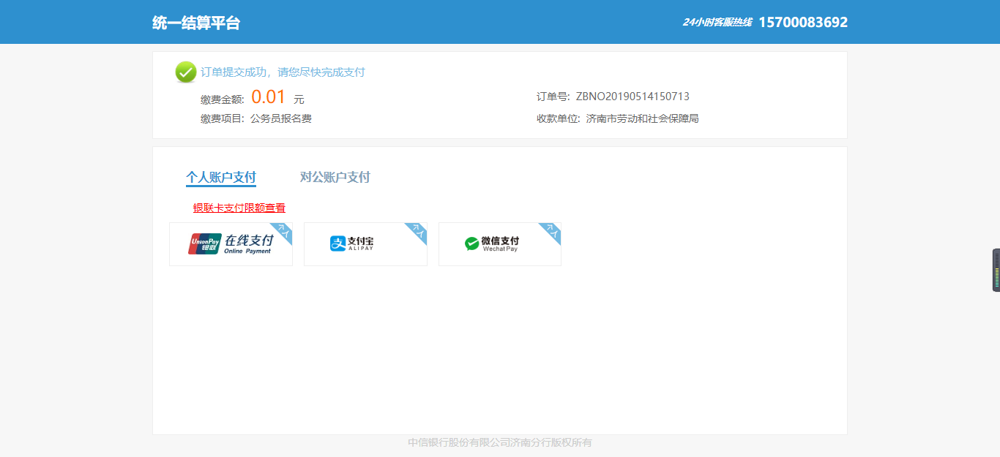 统一结算平台
24小时客服热线 15700083692
订单提交成功，请您尽快完成支付
缴费金额: 0.01 元
订单号: ZBNO20190514150713
缴费项目: 公务员报名费
收款单位: 济南市劳动和社会保障局
个人账户支付 对公账户支付
银联卡支付限额查看
UnionPay 银联 在线支付 Online Payment 个人
支付宝 ALIPAY 个人
微信支付 Wechat Pay 个人
中信银行股份有限公司济南分行版权所有